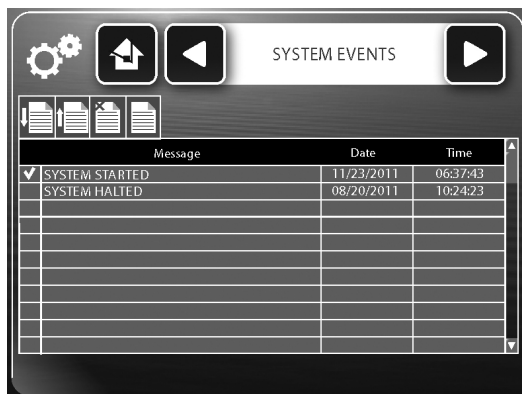 SYSTEM EVENTS
Message Date Time
SYSTEM STARTED 11/23/2011 06:37:43
SYSTEM HALTED 08/20/2011 10:24:23